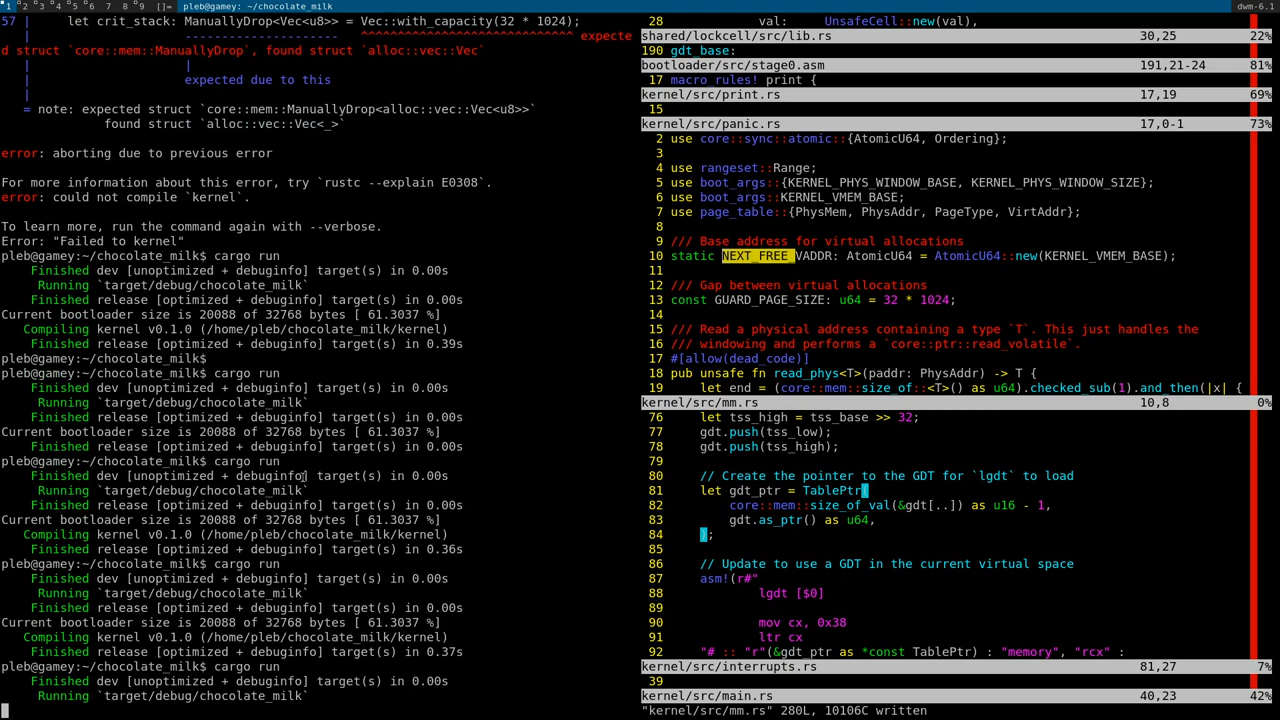 1 2 3 4 5 6 7 8 9 []= pleb@gamey: ~/chocolate_milk dwm-6.1
57 |     let crit_stack: ManuallyDrop<Vec<u8>> = Vec::with_capacity(32 * 1024);
   |                     ---------------------   ^^^^^^^^^^^^^^^^^^^^^^^^^^^^^ expecte
d struct `core::mem::ManuallyDrop`, found struct `alloc::vec::Vec`
   |                     |
   |                     expected due to this
   |
   = note: expected struct `core::mem::ManuallyDrop<alloc::vec::Vec<u8>>`
              found struct `alloc::vec::Vec<_>`
error: aborting due to previous error
For more information about this error, try `rustc --explain E0308`.
error: could not compile `kernel`.
To learn more, run the command again with --verbose.
Error: "Failed to kernel"
pleb@gamey:~/chocolate_milk$ cargo run
    Finished dev [unoptimized + debuginfo] target(s) in 0.00s
     Running `target/debug/chocolate_milk`
    Finished release [optimized + debuginfo] target(s) in 0.00s
Current bootloader size is 20088 of 32768 bytes [ 61.3037 %]
   Compiling kernel v0.1.0 (/home/pleb/chocolate_milk/kernel)
    Finished release [optimized + debuginfo] target(s) in 0.39s
pleb@gamey:~/chocolate_milk$
pleb@gamey:~/chocolate_milk$ cargo run
    Finished dev [unoptimized + debuginfo] target(s) in 0.00s
     Running `target/debug/chocolate_milk`
    Finished release [optimized + debuginfo] target(s) in 0.00s
Current bootloader size is 20088 of 32768 bytes [ 61.3037 %]
    Finished release [optimized + debuginfo] target(s) in 0.00s
pleb@gamey:~/chocolate_milk$ cargo run
    Finished dev [unoptimized + debuginfo] target(s) in 0.00s
     Running `target/debug/chocolate_milk`
    Finished release [optimized + debuginfo] target(s) in 0.00s
Current bootloader size is 20088 of 32768 bytes [ 61.3037 %]
   Compiling kernel v0.1.0 (/home/pleb/chocolate_milk/kernel)
    Finished release [optimized + debuginfo] target(s) in 0.36s
pleb@gamey:~/chocolate_milk$ cargo run
    Finished dev [unoptimized + debuginfo] target(s) in 0.00s
     Running `target/debug/chocolate_milk`
    Finished release [optimized + debuginfo] target(s) in 0.00s
Current bootloader size is 20088 of 32768 bytes [ 61.3037 %]
   Compiling kernel v0.1.0 (/home/pleb/chocolate_milk/kernel)
    Finished release [optimized + debuginfo] target(s) in 0.37s
pleb@gamey:~/chocolate_milk$ cargo run
    Finished dev [unoptimized + debuginfo] target(s) in 0.00s
     Running `target/debug/chocolate_milk`
28             val:     UnsafeCell::new(val),
shared/lockcell/src/lib.rs 30,25 22%
190 gdt_base:
bootloader/src/stage0.asm 191,21-24 81%
17 macro_rules! print {
kernel/src/print.rs 17,19 69%
15
kernel/src/panic.rs 17,0-1 73%
2 use core::sync::atomic::{AtomicU64, Ordering};
3
4 use rangeset::Range;
5 use boot_args::{KERNEL_PHYS_WINDOW_BASE, KERNEL_PHYS_WINDOW_SIZE};
6 use boot_args::KERNEL_VMEM_BASE;
7 use page_table::{PhysMem, PhysAddr, PageType, VirtAddr};
8
9 /// Base address for virtual allocations
10 static NEXT_FREE_VADDR: AtomicU64 = AtomicU64::new(KERNEL_VMEM_BASE);
11
12 /// Gap between virtual allocations
13 const GUARD_PAGE_SIZE: u64 = 32 * 1024;
14
15 /// Read a physical address containing a type `T`. This just handles the
16 /// windowing and performs a `core::ptr::read_volatile`.
17 #[allow(dead_code)]
18 pub unsafe fn read_phys<T>(paddr: PhysAddr) -> T {
19     let end = (core::mem::size_of::<T>() as u64).checked_sub(1).and_then(|x| {
kernel/src/mm.rs 10,8 0%
76     let tss_high = tss_base >> 32;
77     gdt.push(tss_low);
78     gdt.push(tss_high);
79
80     // Create the pointer to the GDT for `lgdt` to load
81     let gdt_ptr = TablePtr(
82         core::mem::size_of_val(&gdt[..]) as u16 - 1,
83         gdt.as_ptr() as u64,
84     );
85
86     // Update to use a GDT in the current virtual space
87     asm!(r#"
88             lgdt [$0]
89
90             mov cx, 0x38
91             ltr cx
92     "# :: "r"(&gdt_ptr as *const TablePtr) : "memory", "rcx" :
kernel/src/interrupts.rs 81,27 7%
39
kernel/src/main.rs 40,23 42%
"kernel/src/mm.rs" 280L, 10106C written